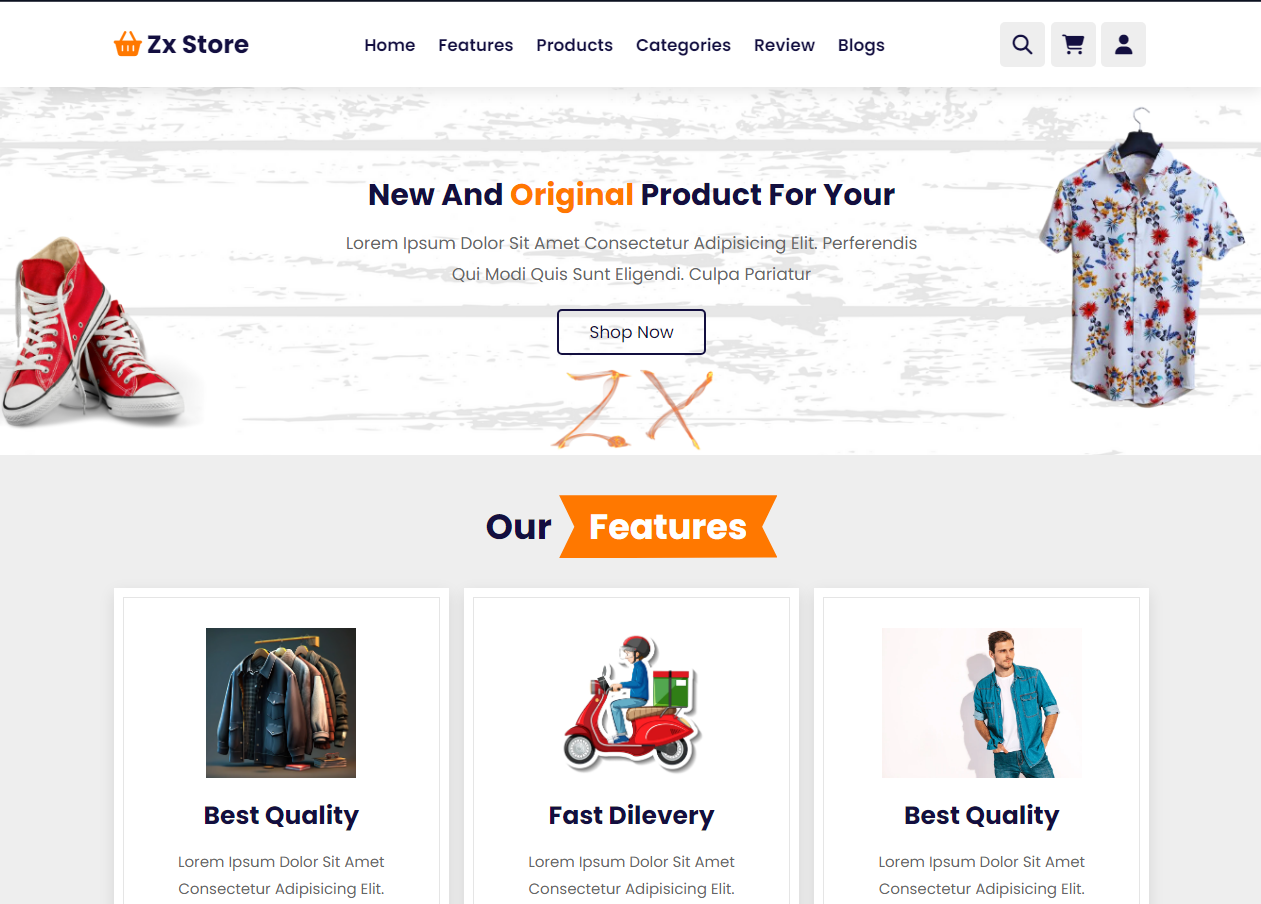 Zx Store
Home Features Products Categories Review Blogs
New And Original Product For Your
Lorem Ipsum Dolor Sit Amet Consectetur Adipisicing Elit. Perferendis
Qui Modi Quis Sunt Eligendi. Culpa Pariatur
Shop Now
ZX
Our Features
Best Quality
Lorem Ipsum Dolor Sit Amet
Consectetur Adipisicing Elit.
Fast Dilevery
Lorem Ipsum Dolor Sit Amet
Consectetur Adipisicing Elit.
Best Quality
Lorem Ipsum Dolor Sit Amet
Consectetur Adipisicing Elit.